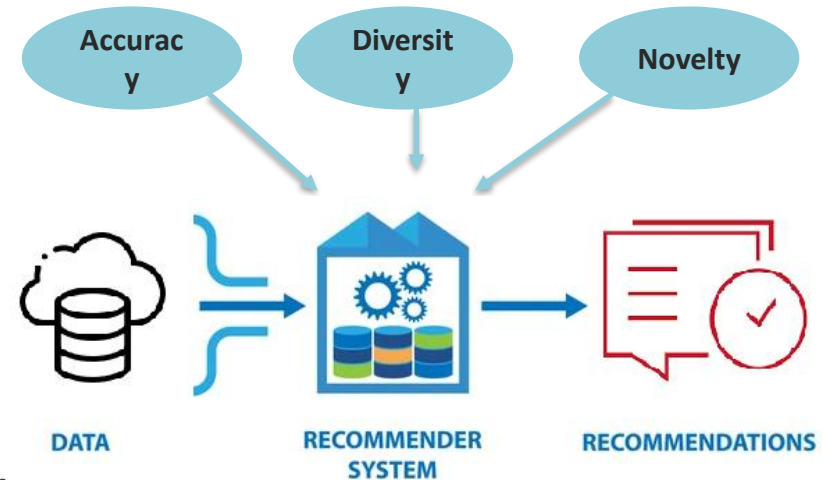 Accurac
y
Diversit
y
Novelty
DATA
RECOMMENDER
SYSTEM
RECOMMENDATIONS